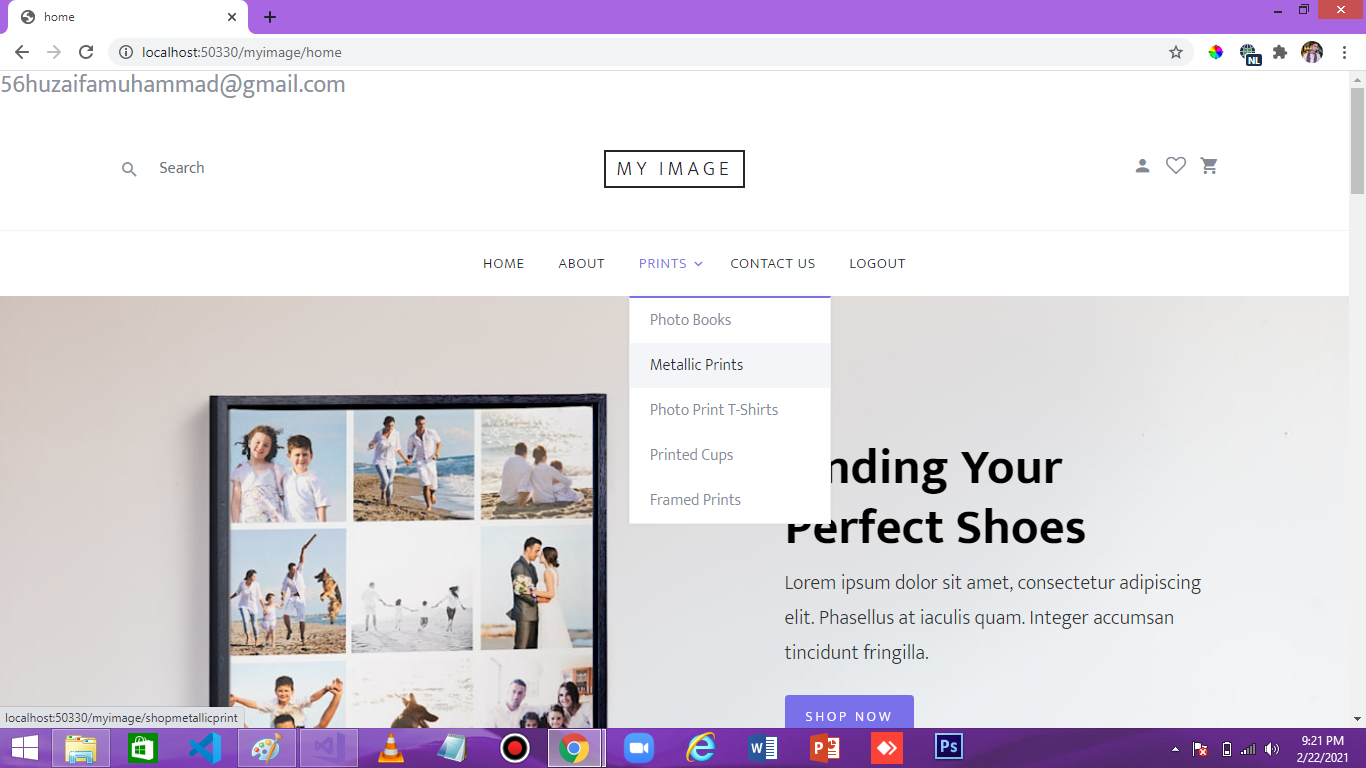 home
localhost:50330/myimage/home
NL
56huzaifamuhammad@gmail.com
Search
MY IMAGE
HOME ABOUT PRINTS CONTACT US LOGOUT
Photo Books
Metallic Prints
Photo Print T-Shirts
Printed Cups
Framed Prints
nding Your
Perfect Shoes
Lorem ipsum dolor sit amet, consectetur adipiscing
elit. Phasellus at iaculis quam. Integer accumsan
tincidunt fringilla.
SHOP NOW
localhost:50330/myimage/shopmetallicprint
Ps
9:21 PM
2/22/2021